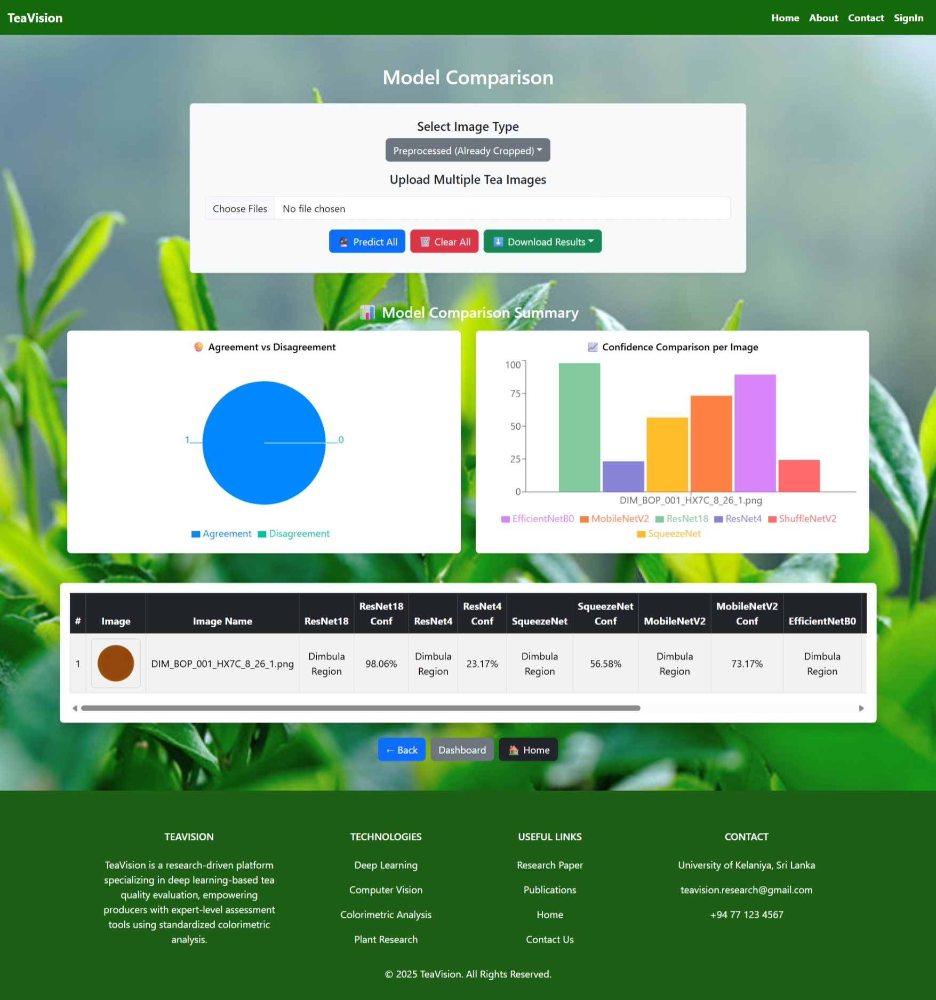 TeaVision
Home About Contact SignIn
Model Comparison
Select Image Type
Preprocessed (Already Cropped)
Upload Multiple Tea Images
Choose Files No file chosen
Predict All Clear All Download Results
Model Comparison Summary
Agreement vs Disagreement
1 0
Agreement Disagreement
Confidence Comparison per Image
100
75
50
25
0
DIM_BOP_001_HX7C_8_26_1.png
EfficientNetB0 MobileNetV2 ResNet18 ResNet4 ShuffleNetV2
SqueezeNet
# Image Image Name ResNet18 ResNet18 Conf ResNet4 ResNet4 Conf SqueezeNet SqueezeNet Conf MobileNetV2 MobileNetV2 Conf EfficientNetB0
1 DIM_BOP_001_HX7C_8_26_1.png Dimbula Region 98.06% Dimbula Region 23.17% Dimbula Region 56.58% Dimbula Region 73.17% Dimbula Region
← Back Dashboard Home
TEAVISION
TeaVision is a research-driven platform
specializing in deep learning-based tea
quality evaluation, empowering
producers with expert-level assessment
tools using standardized colorimetric
analysis.
TECHNOLOGIES
Deep Learning
Computer Vision
Colorimetric Analysis
Plant Research
USEFUL LINKS
Research Paper
Publications
Home
Contact Us
CONTACT
University of Kelaniya, Sri Lanka
teavision.research@gmail.com
+94 77 123 4567
© 2025 TeaVision. All Rights Reserved.